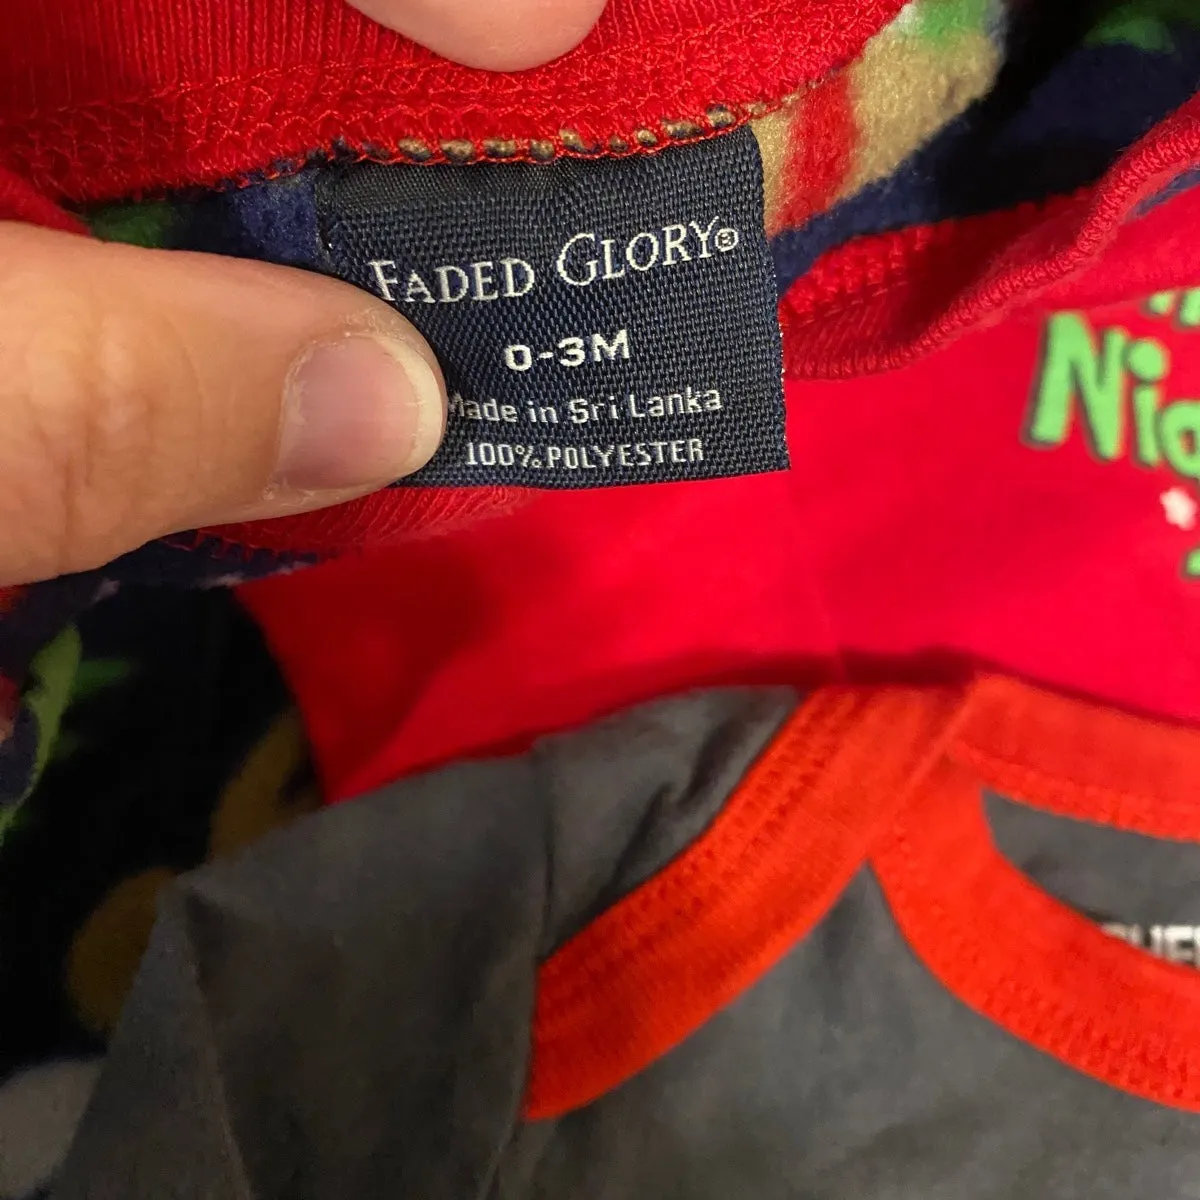 FADED GLORY®
0-3M
Made in Sri Lanka
100% POLYESTER